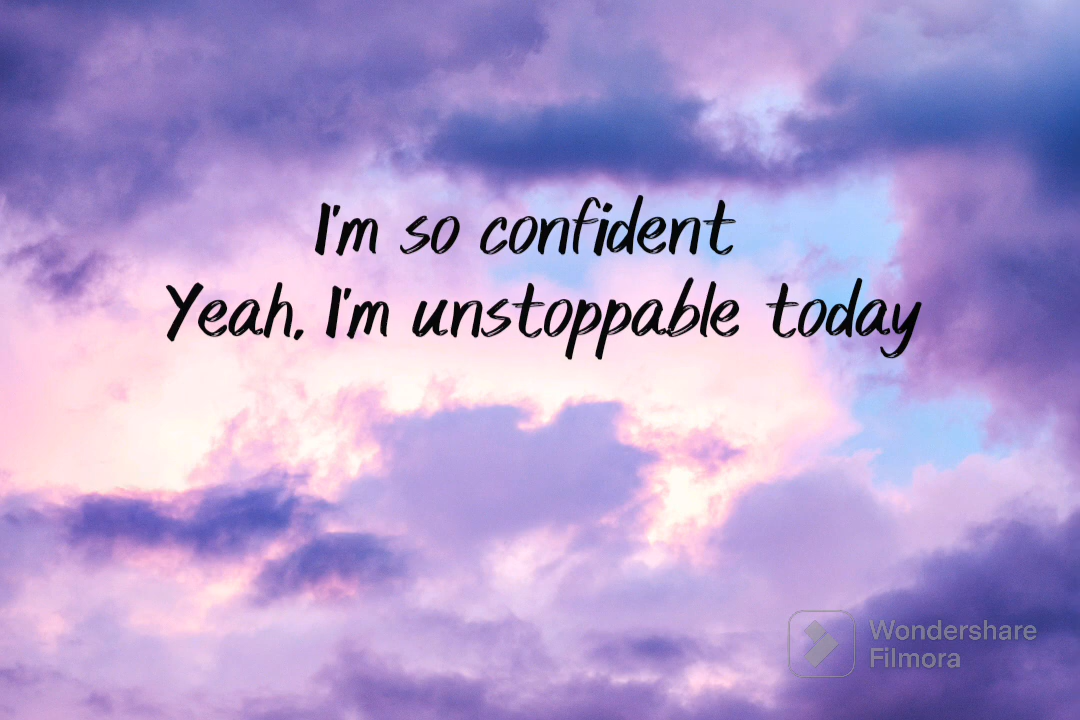 I'm so confident
Yeah, I'm unstoppable today
Wondershare
Filmora